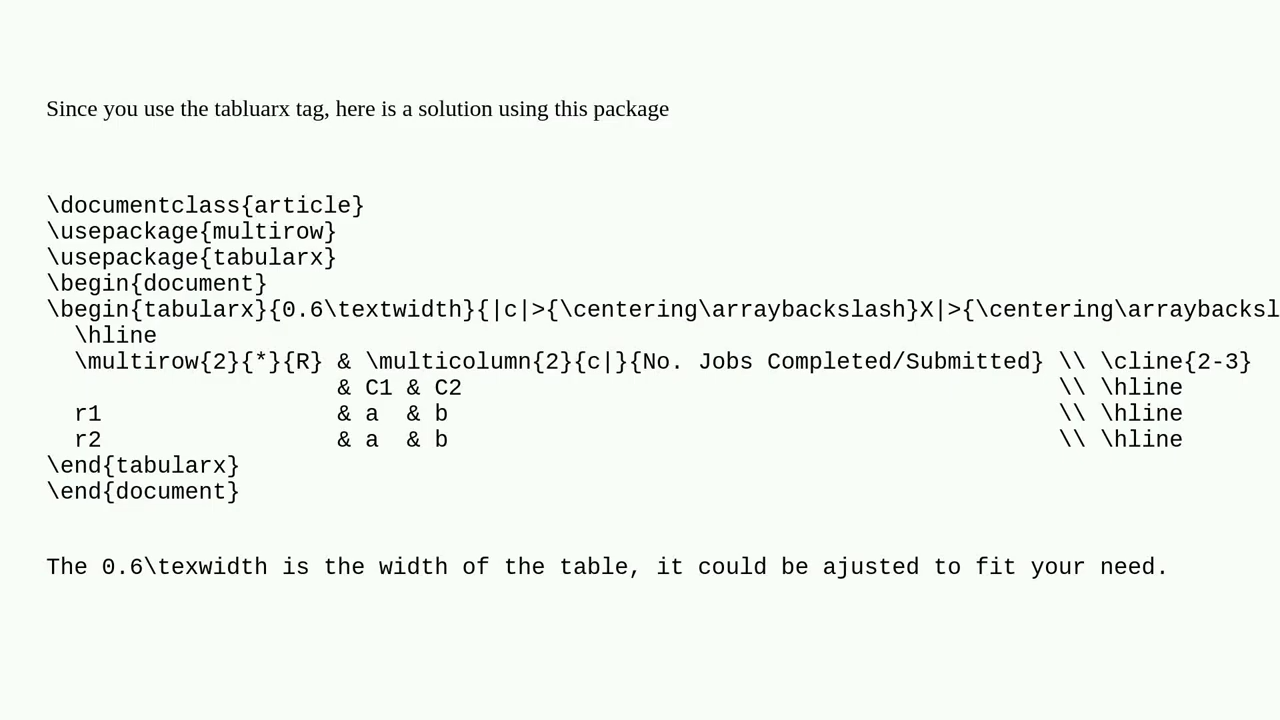 Since you use the tabluarx tag, here is a solution using this package
\documentclass{article}
\usepackage{multirow}
\usepackage{tabularx}
\begin{document}
\begin{tabularx}{0.6\textwidth}{|c|>{\centering\arraybackslash}X|>{\centering\arraybacksl
  \hline
  \multirow{2}{*}{R} & \multicolumn{2}{c|}{No. Jobs Completed/Submitted} \\ \cline{2-3}
                     & C1 & C2                                           \\ \hline
  r1                 & a  & b                                            \\ \hline
  r2                 & a  & b                                            \\ \hline
\end{tabularx}
\end{document}
The 0.6\texwidth is the width of the table, it could be ajusted to fit your need.